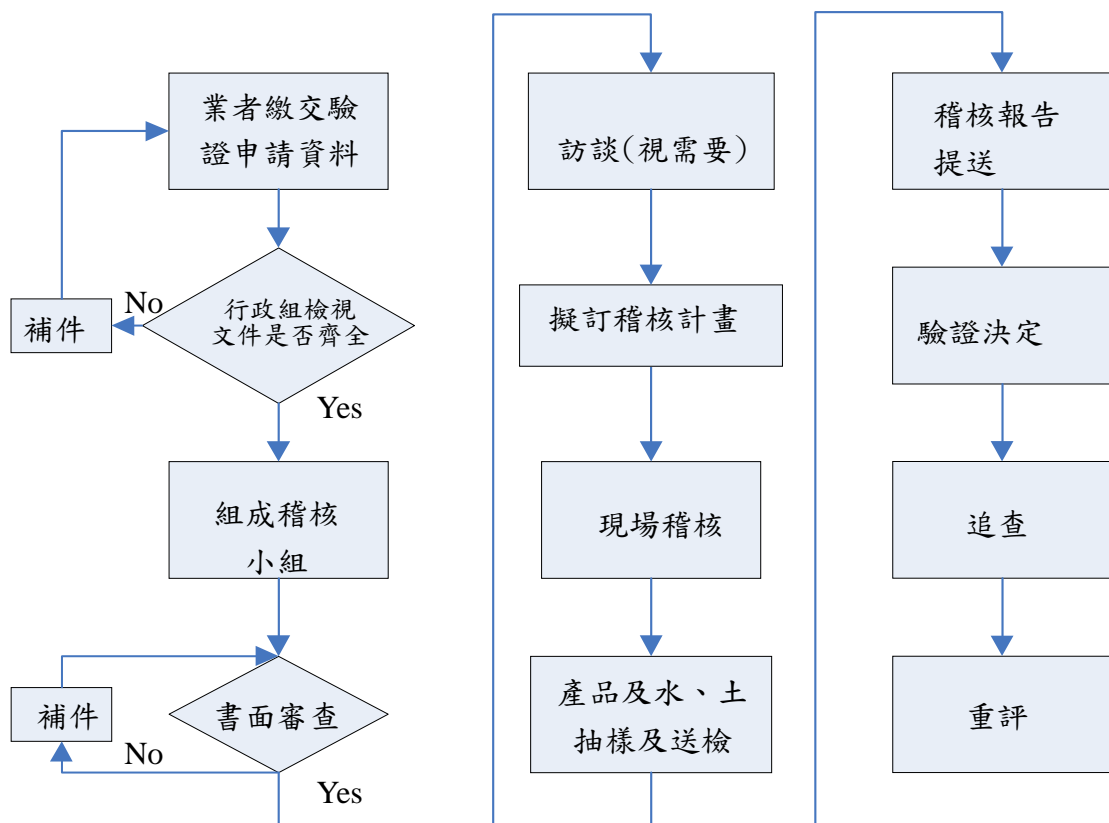 業者繳交驗
證申請資料
No
補件
行政組檢視
文件是否齊全
Yes
組成稽核
小組
補件
書面審查
No
Yes
訪談(視需要)
擬訂稽核計畫
現場稽核
產品及水、土
抽樣及送檢
稽核報告
提送
驗證決定
追查
重評